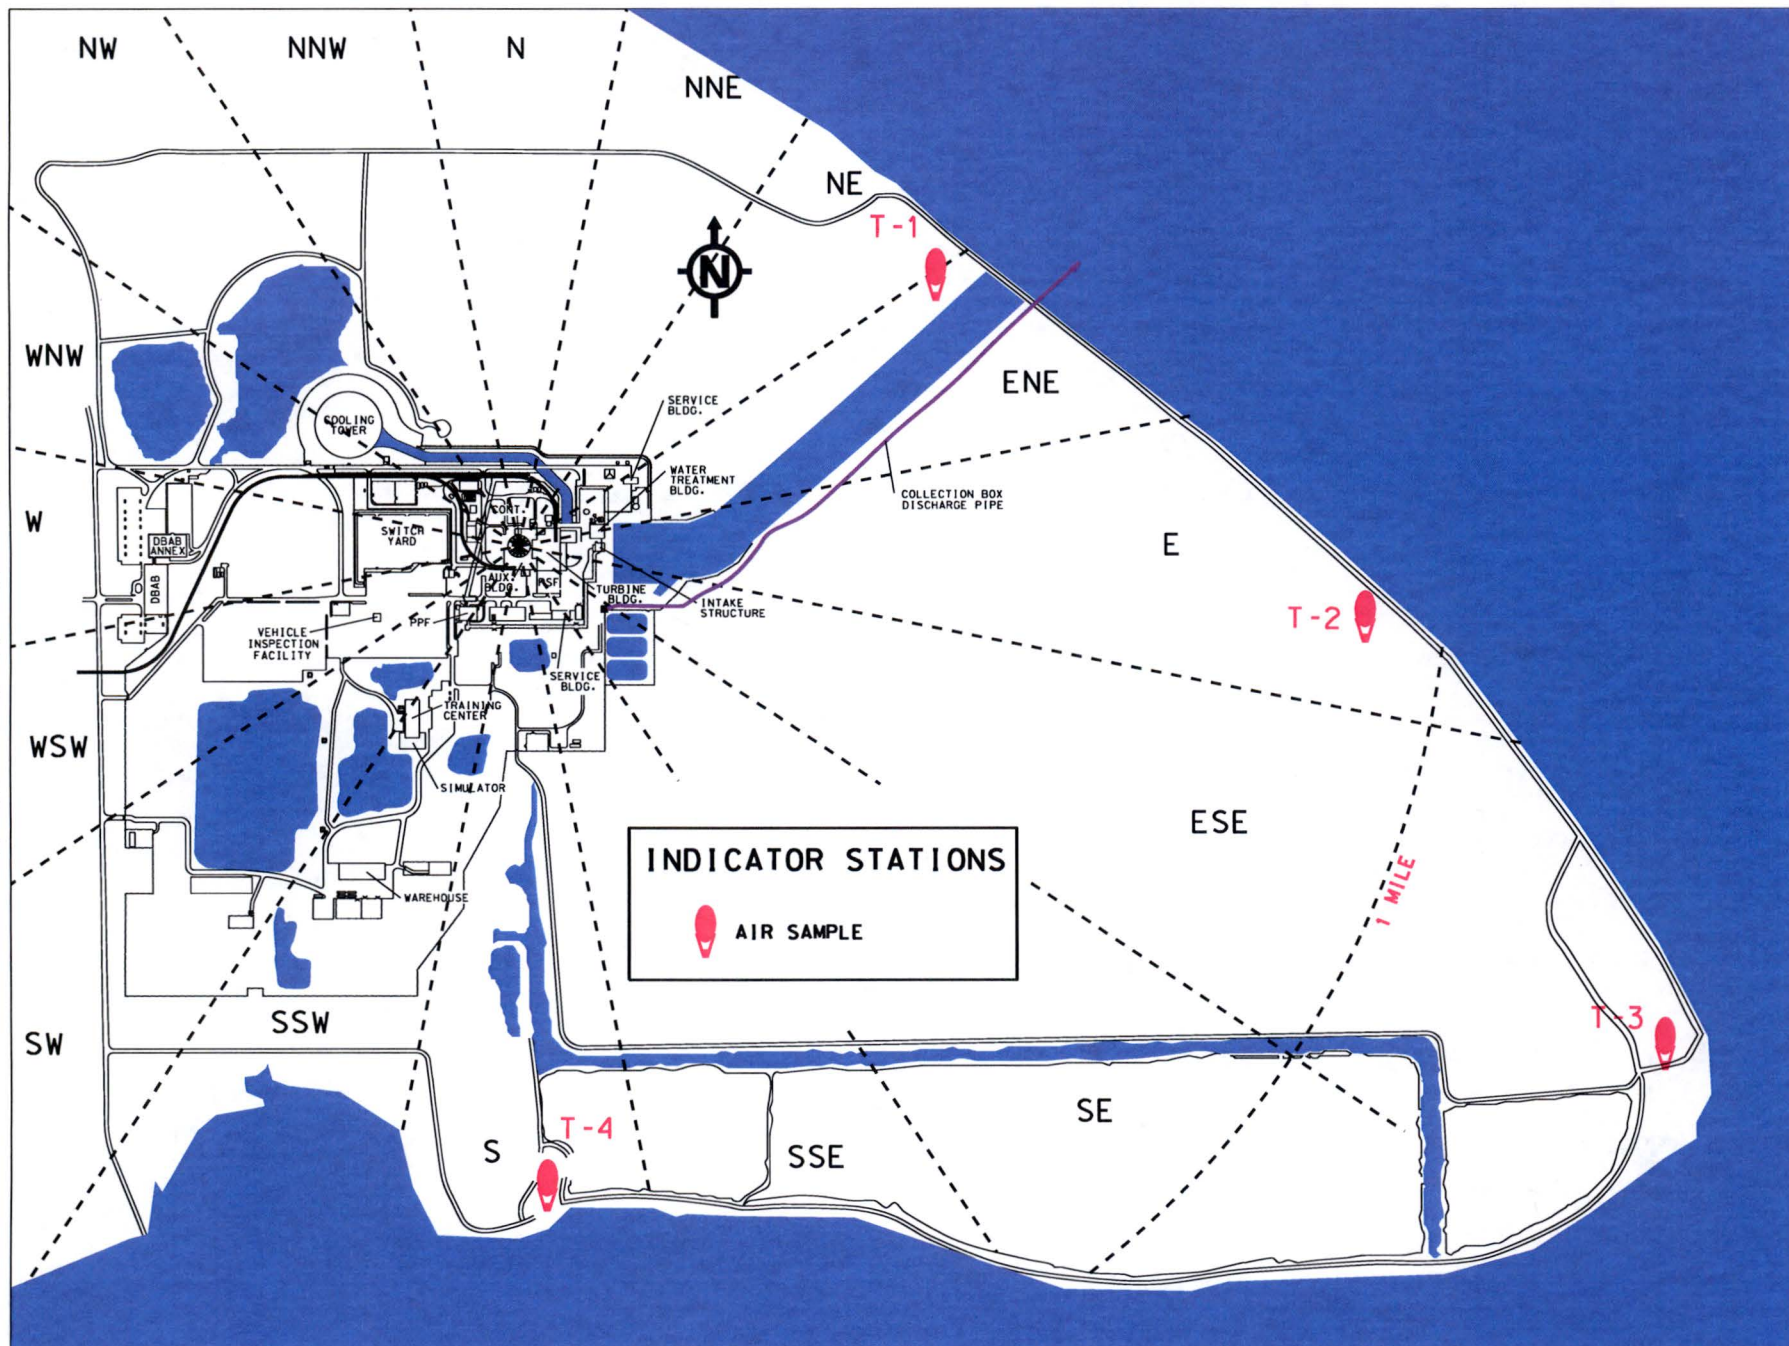 NW
NNW
N
NNE
NE
T-1
N
WNW
ENE
SERVICE
BLDG.
COOLING
TOWER
WATER
TREATMENT
BLDG.
COLLECTION BOX
DISCHARGE PIPE
CONT.
W
SWITCH
YARD
E
DBAB
ANNEX
DBAB
AUX.
BLDG.
TURBINE
BLDG.
INTAKE
STRUCTURE
T-2
PPF
VEHICLE
INSPECTION
FACILITY
SERVICE
BLDG.
TRAINING
CENTER
WSW
SIMULATOR
ESE
INDICATOR STATIONS
AIR SAMPLE
1 MILE
WAREHOUSE
SSW
SW
T-3
SE
T-4
S
SSE